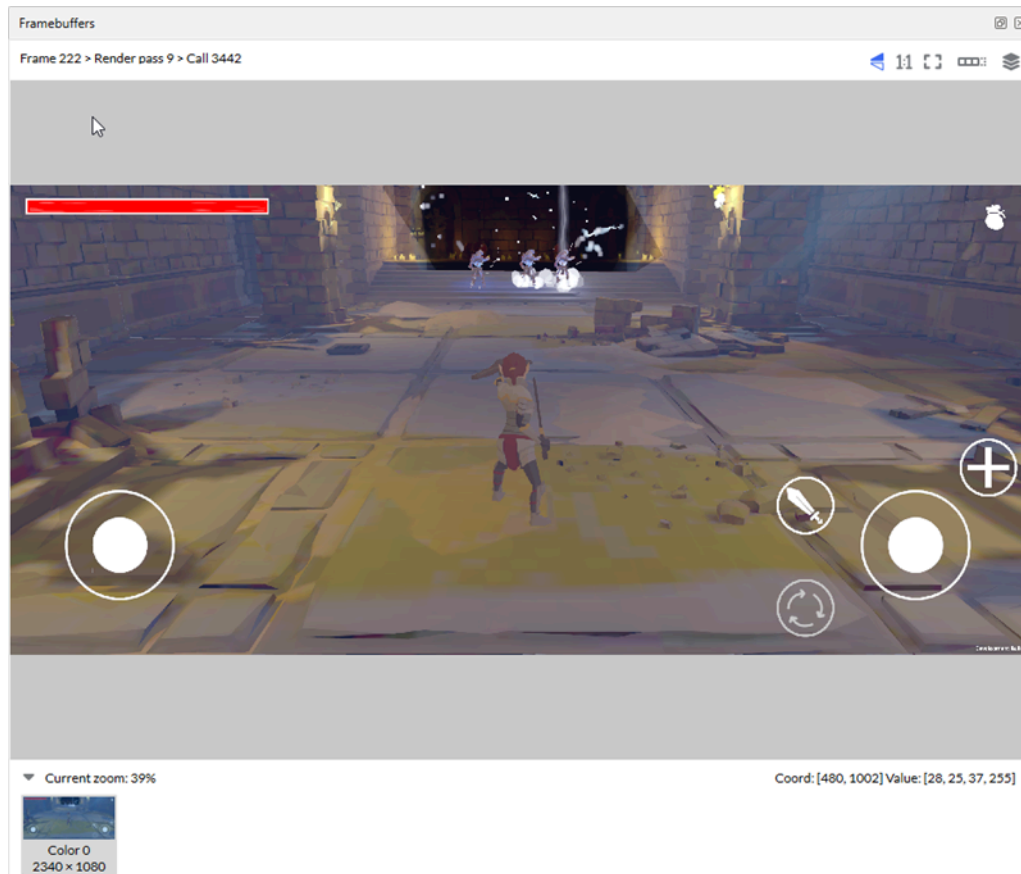 Framebuffers
Frame 222 > Render pass 9 > Call 3442
1:1
Current zoom: 39%
Coord: [480, 1002] Value: [28, 25, 37, 255]
Color 0
2340 × 1080